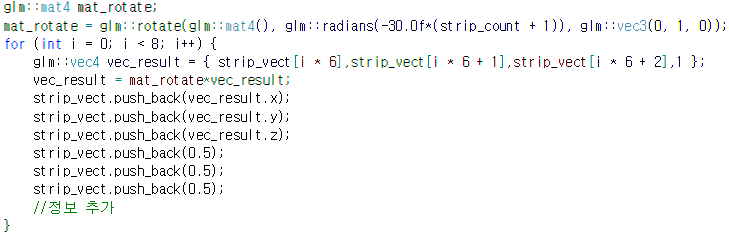 glm::mat4 mat_rotate;
mat_rotate = glm::rotate(glm::mat4(), glm::radians(-30.0f*(strip_count + 1)), glm::vec3(0, 1, 0));
for (int i = 0; i < 8; i++) {
glm::vec4 vec_result = { strip_vect[i * 6],strip_vect[i * 6 + 1],strip_vect[i * 6 + 2],1 };
vec_result = mat_rotate*vec_result;
strip_vect.push_back(vec_result.x);
strip_vect.push_back(vec_result.y);
strip_vect.push_back(vec_result.z);
strip_vect.push_back(0.5);
strip_vect.push_back(0.5);
strip_vect.push_back(0.5);
//정보 추가
}